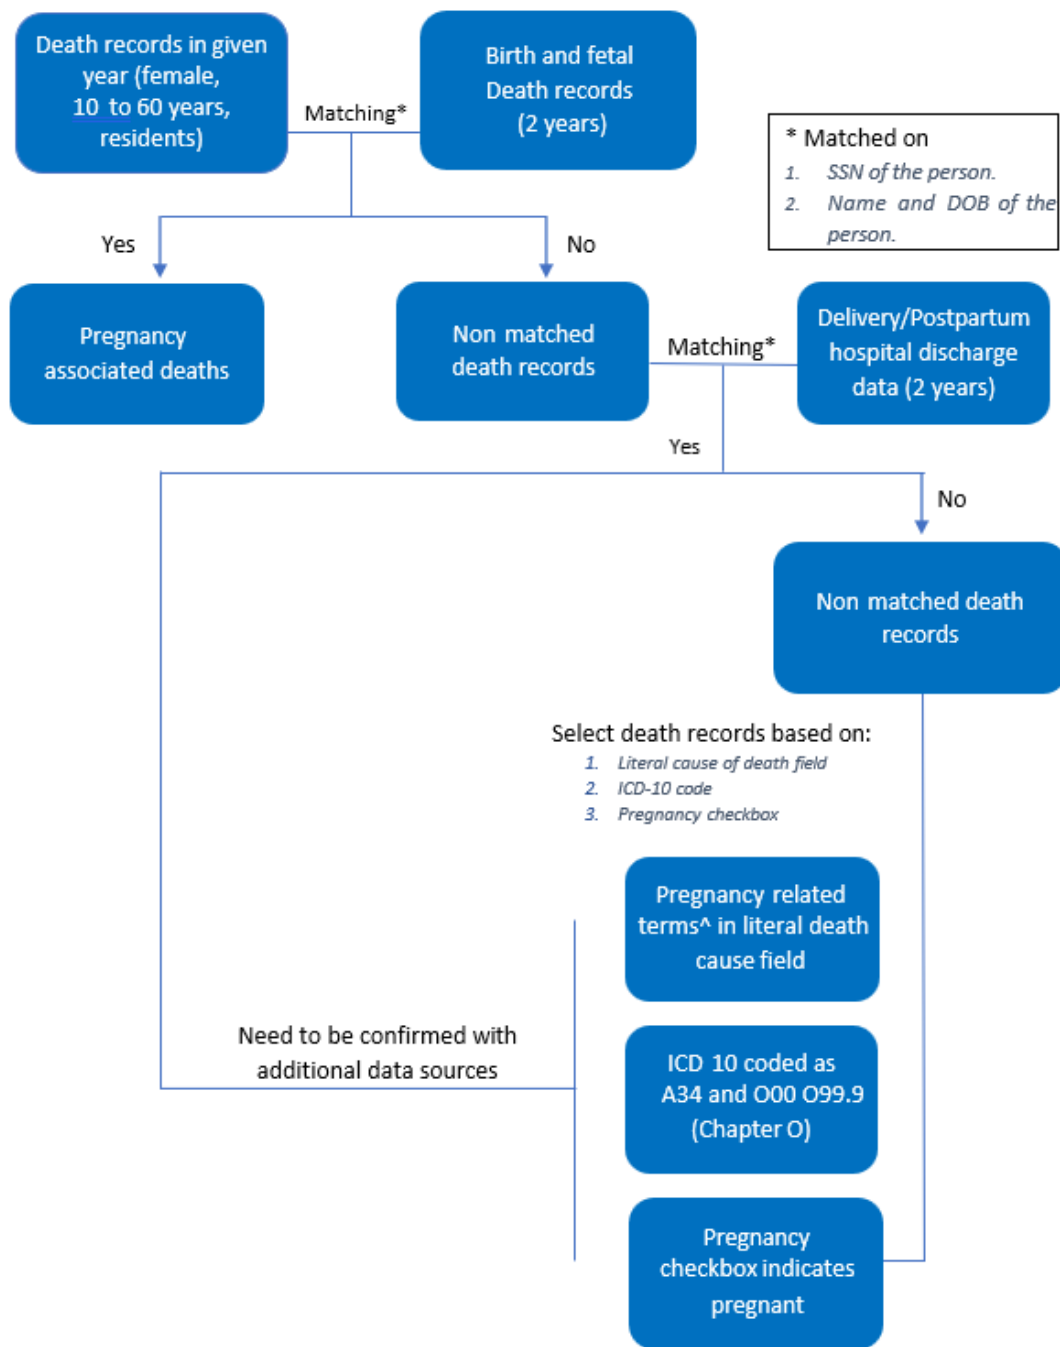 Death records in given
year (female,
10 to 60 years,
residents)
Matching*
Birth and fetal
Death records
(2 years)
* Matched on
1. SSN of the person.
2. Name and DOB of the
person.
Yes
No
Pregnancy
associated deaths
Non matched
death records
Matching*
Delivery/Postpartum
hospital discharge
data (2 years)
Yes
No
Non matched death
records
Select death records based on:
1. Literal cause of death field
2. ICD-10 code
3. Pregnancy checkbox
Pregnancy related
terms^ in literal death
cause field
Need to be confirmed with
additional data sources
ICD 10 coded as
A34 and O00 O99.9
(Chapter O)
Pregnancy
checkbox indicates
pregnant